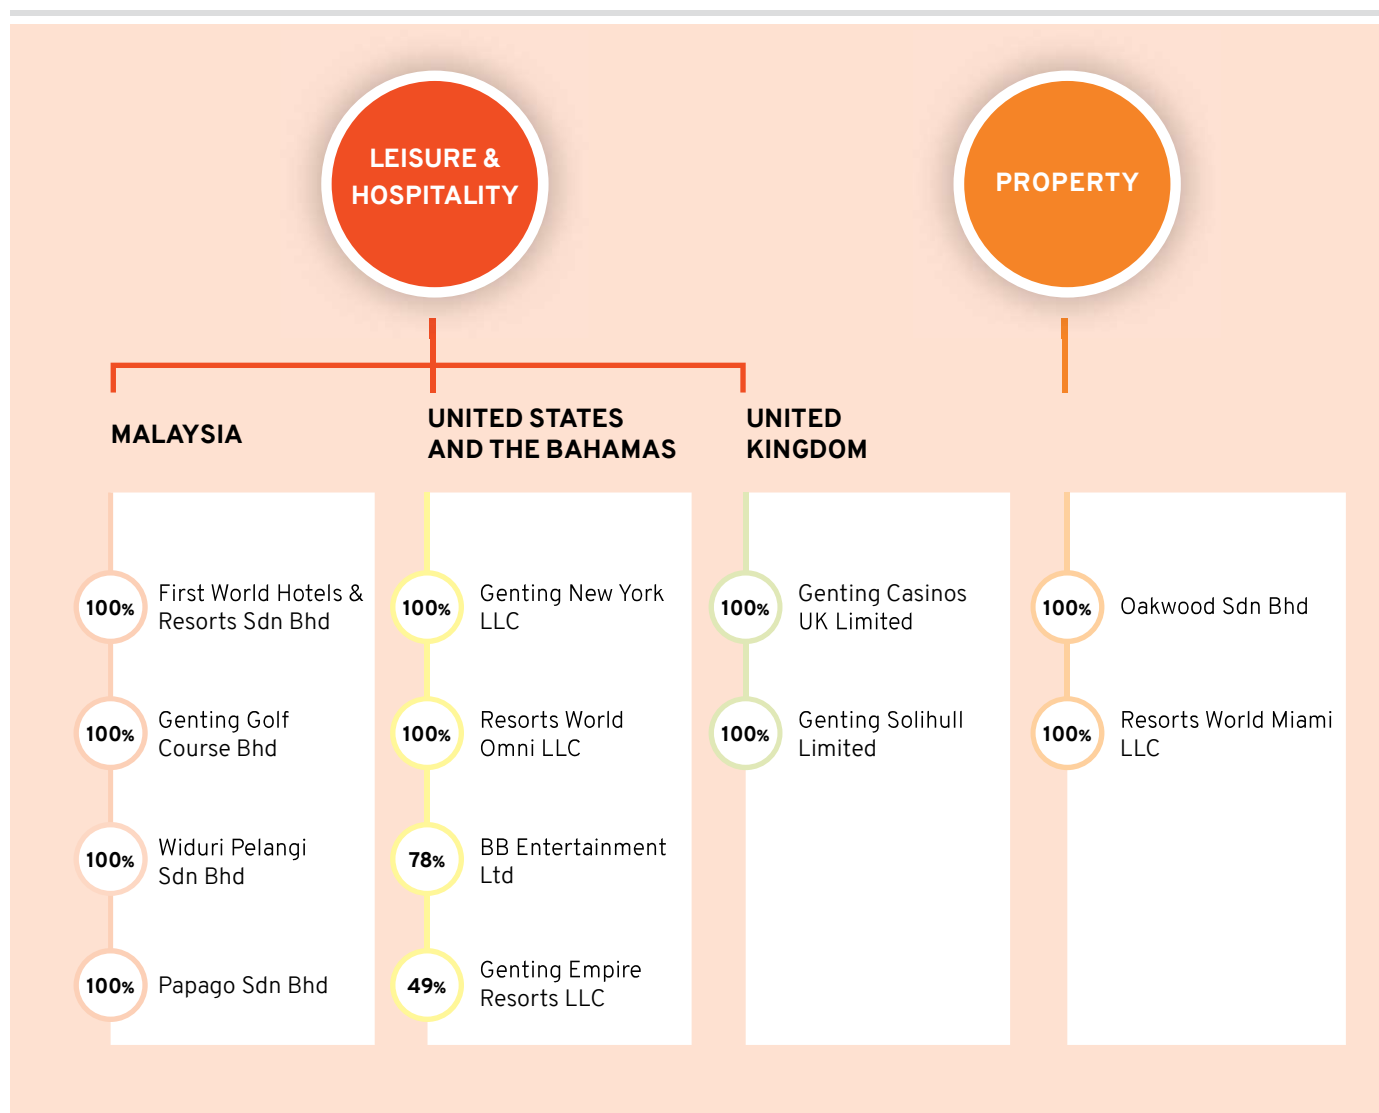 LEISURE &
HOSPITALITY
PROPERTY
MALAYSIA
100% First World Hotels &
Resorts Sdn Bhd
100% Genting Golf
Course Bhd
100% Widuri Pelangi
Sdn Bhd
100% Papago Sdn Bhd
UNITED STATES
AND THE BAHAMAS
100% Genting New York
LLC
100% Resorts World
Omni LLC
78% BB Entertainment
Ltd
49% Genting Empire
Resorts LLC
UNITED
KINGDOM
100% Genting Casinos
UK Limited
100% Genting Solihull
Limited
100% Oakwood Sdn Bhd
100% Resorts World Miami
LLC